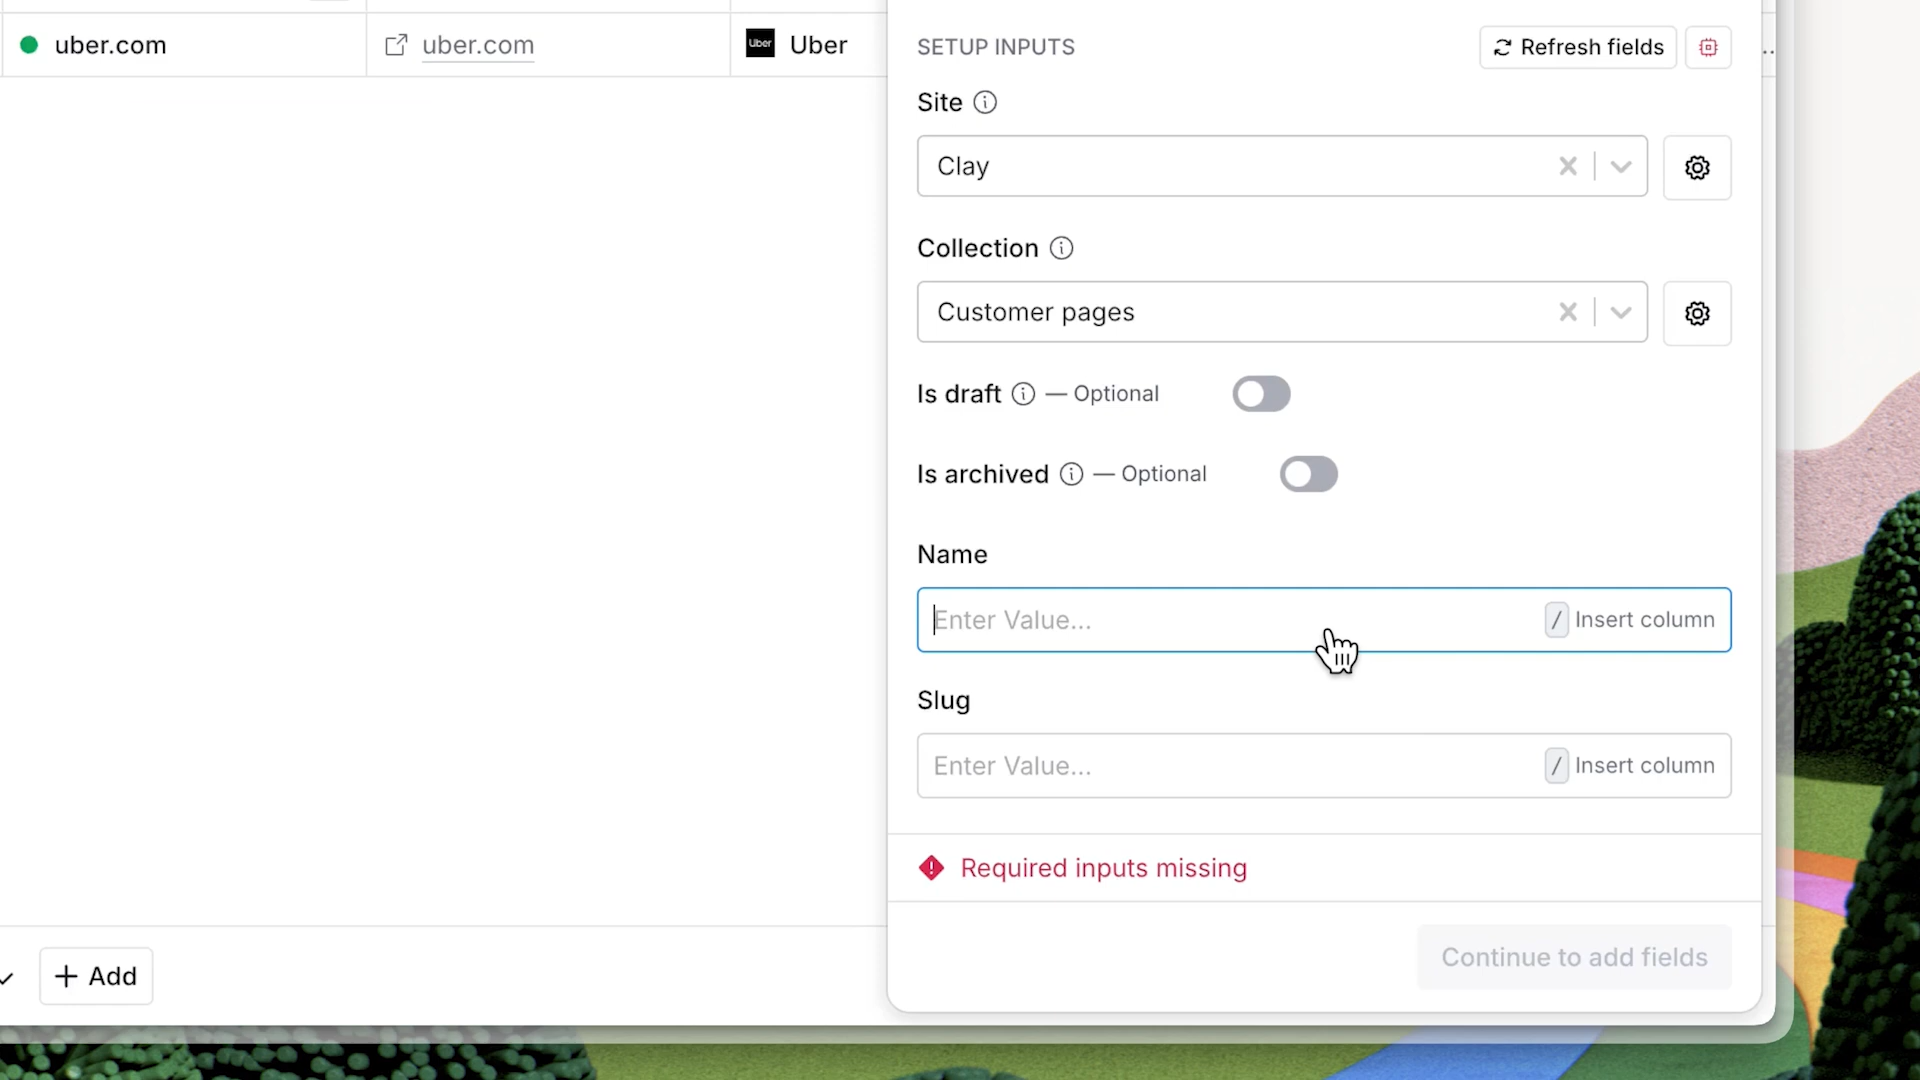 uber.com
uber.com
Uber
Uber
SETUP INPUTS
Refresh fields
Site
Clay
Collection
Customer pages
Is draft — Optional
Is archived — Optional
Name
Enter Value...
/ Insert column
Slug
Enter Value...
/ Insert column
Required inputs missing
Continue to add fields
+ Add